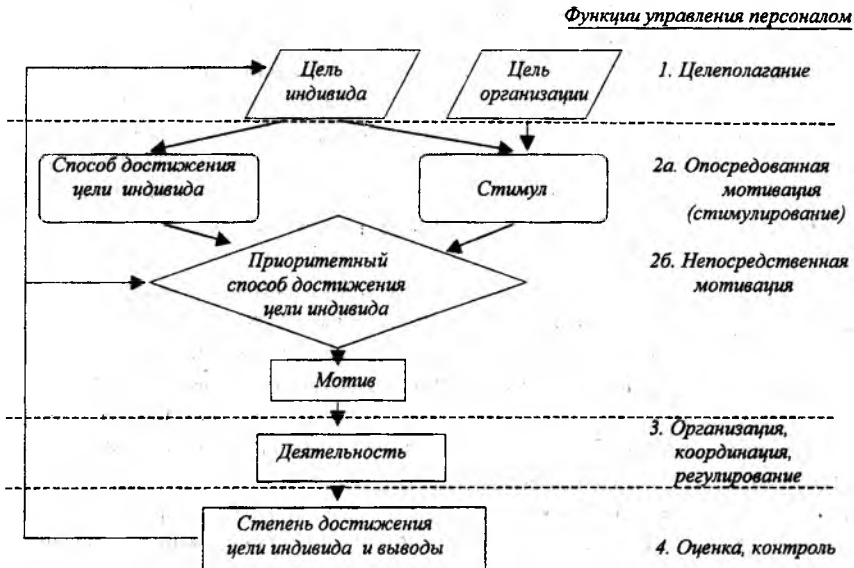 Функции управления персоналом
Цель
индивида
Цель
организации
1. Целеполагание
Способ достижения
цели индивида
Стимул
2а. Опосредованная
мотивация
(стимулирование)
Приоритетный
способ достижения
цели индивида
2б. Непосредственная
мотивация
Мотив
Деятельность
3. Организация,
координация,
регулирование
Степень достижения
цели индивида и выводы
4. Оценка, контроль